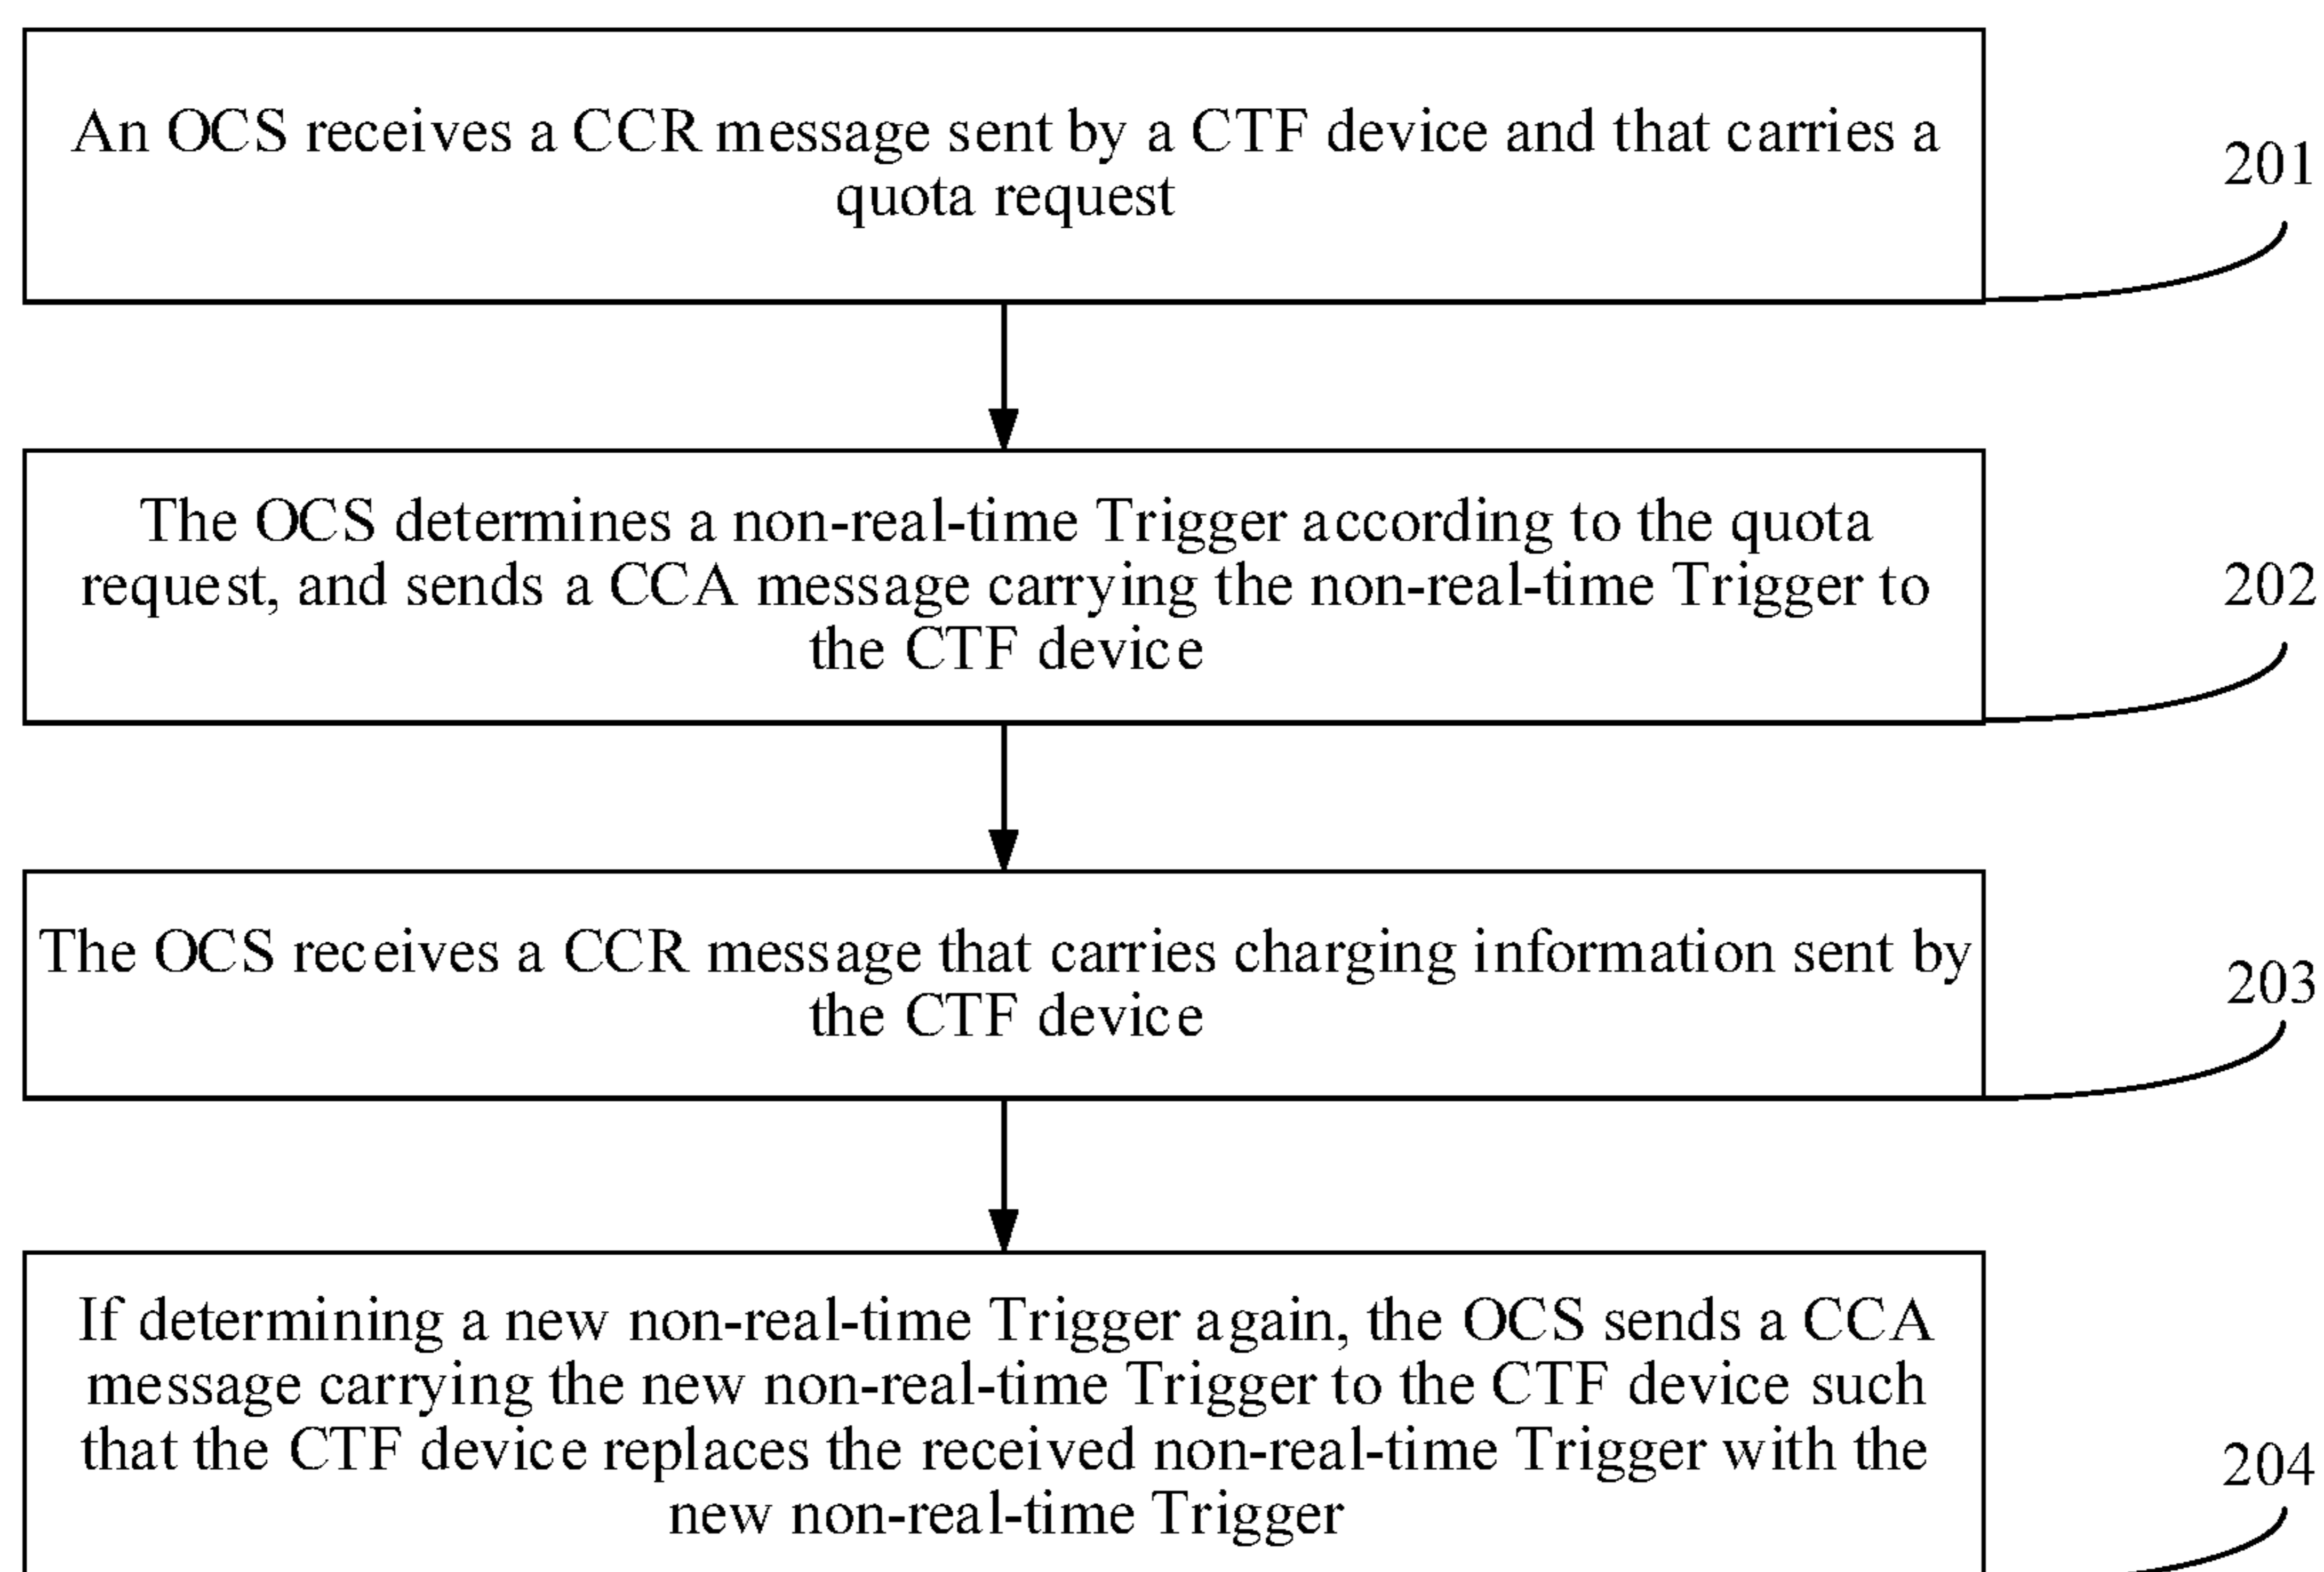 An OCS receives a CCR message sent by a CTF device and that carries a
quota request
201
The OCS determines a non-real-time Trigger according to the quota
request, and sends a CCA message carrying the non-real-time Trigger to
the CTF device
202
The OCS receives a CCR message that carries charging information sent by
the CTF device
203
If determining a new non-real-time Trigger again, the OCS sends a CCA
message carrying the new non-real-time Trigger to the CTF device such
that the CTF device replaces the received non-real-time Trigger with the
new non-real-time Trigger
204